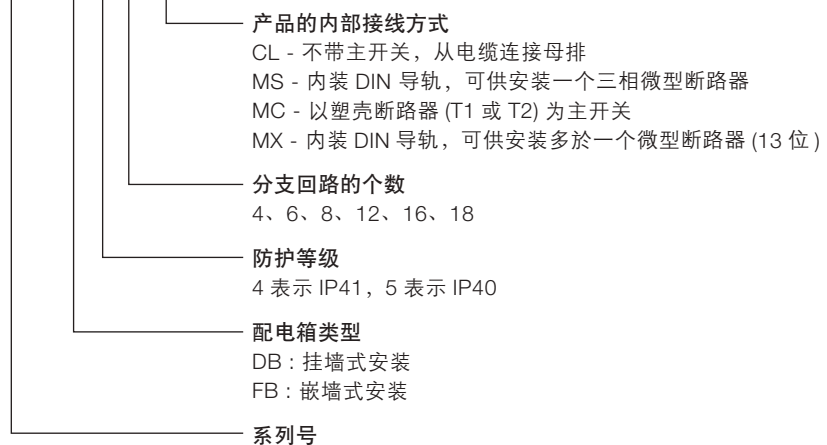 产品的内部接线方式
CL - 不带主开关，从电缆连接母排
MS - 内装 DIN 导轨，可供安装一个三相微型断路器
MC - 以塑壳断路器 (T1 或 T2) 为主开关
MX - 内装 DIN 导轨，可供安装多於一个微型断路器 (13 位 )
分支回路的个数
4、6、8、12、16、18
防护等级
4 表示 IP41，5 表示 IP40
配电箱类型
DB : 挂墙式安装
FB : 嵌墙式安装
系列号